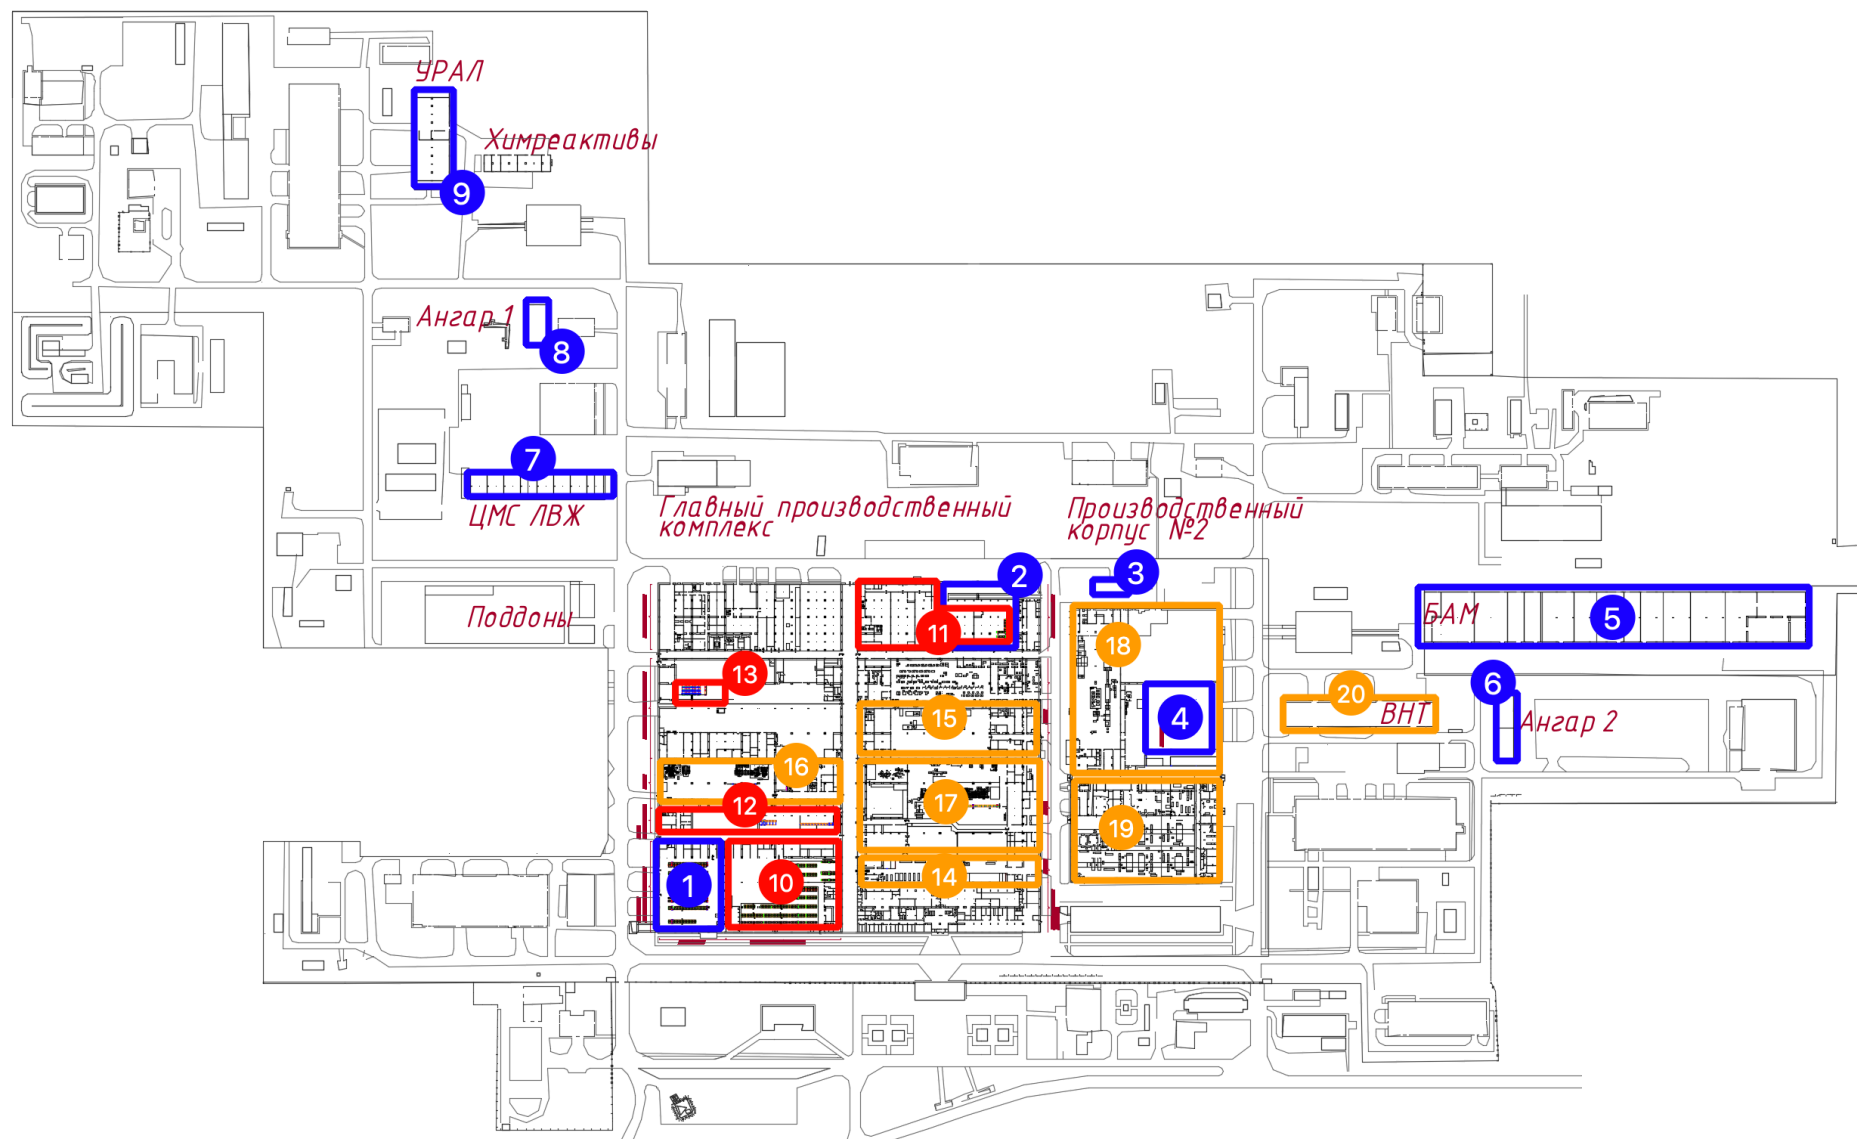 УРАЛ
Химреактивы
9
Ангар 1
8
7
ЦМС ЛВЖ
Главный производственный
комплекс
Производственный
корпус №2
Поддоны
2
3
11
13
18
БАМ
5
6
4
20
ВНТ
Ангар 2
15
16
17
12
19
1
10
14